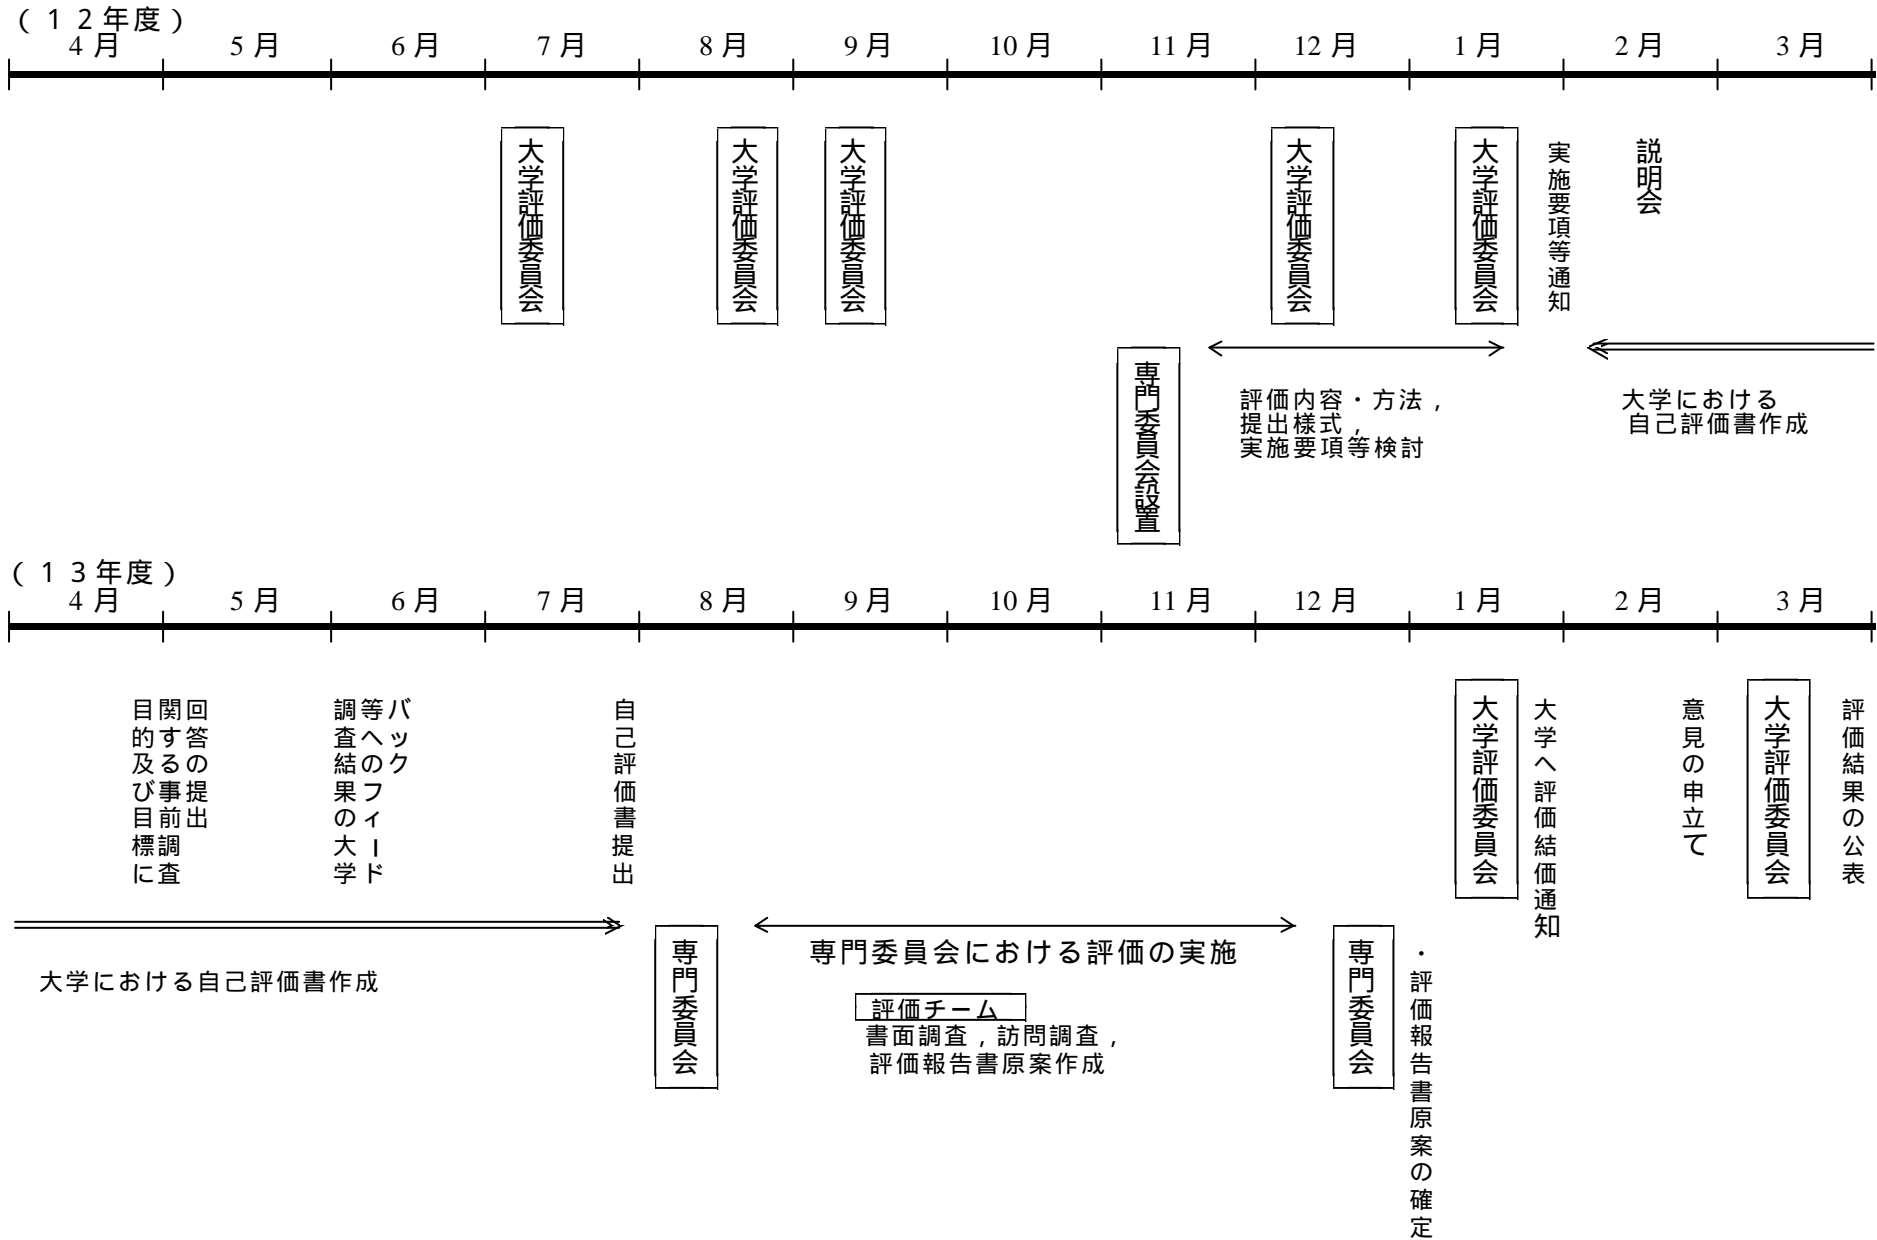 (１２年度)
4月 5月 6月 7月 8月 9月 10月 11月 12月 1月 2月 3月
大学評価委員会
大学評価委員会
大学評価委員会
大学評価委員会
大学評価委員会
実施要項等通知
説明会
専門委員会設置
評価内容・方法，
提出様式，
実施要項等検討
大学における
自己評価書作成
(１３年度)
4月 5月 6月 7月 8月 9月 10月 11月 12月 1月 2月 3月
目的及び目標に
関する事前調査
回答の提出
調査結果の大学
等へのフィード
バック
自己評価書提出
大学評価委員会
大学へ評価結価通知
意見の申立て
大学評価委員会
評価結果の公表
大学における自己評価書作成
専門委員会
専門委員会における評価の実施
評価チーム
書面調査，訪問調査，
評価報告書原案作成
専門委員会
・評価報告書原案の確定